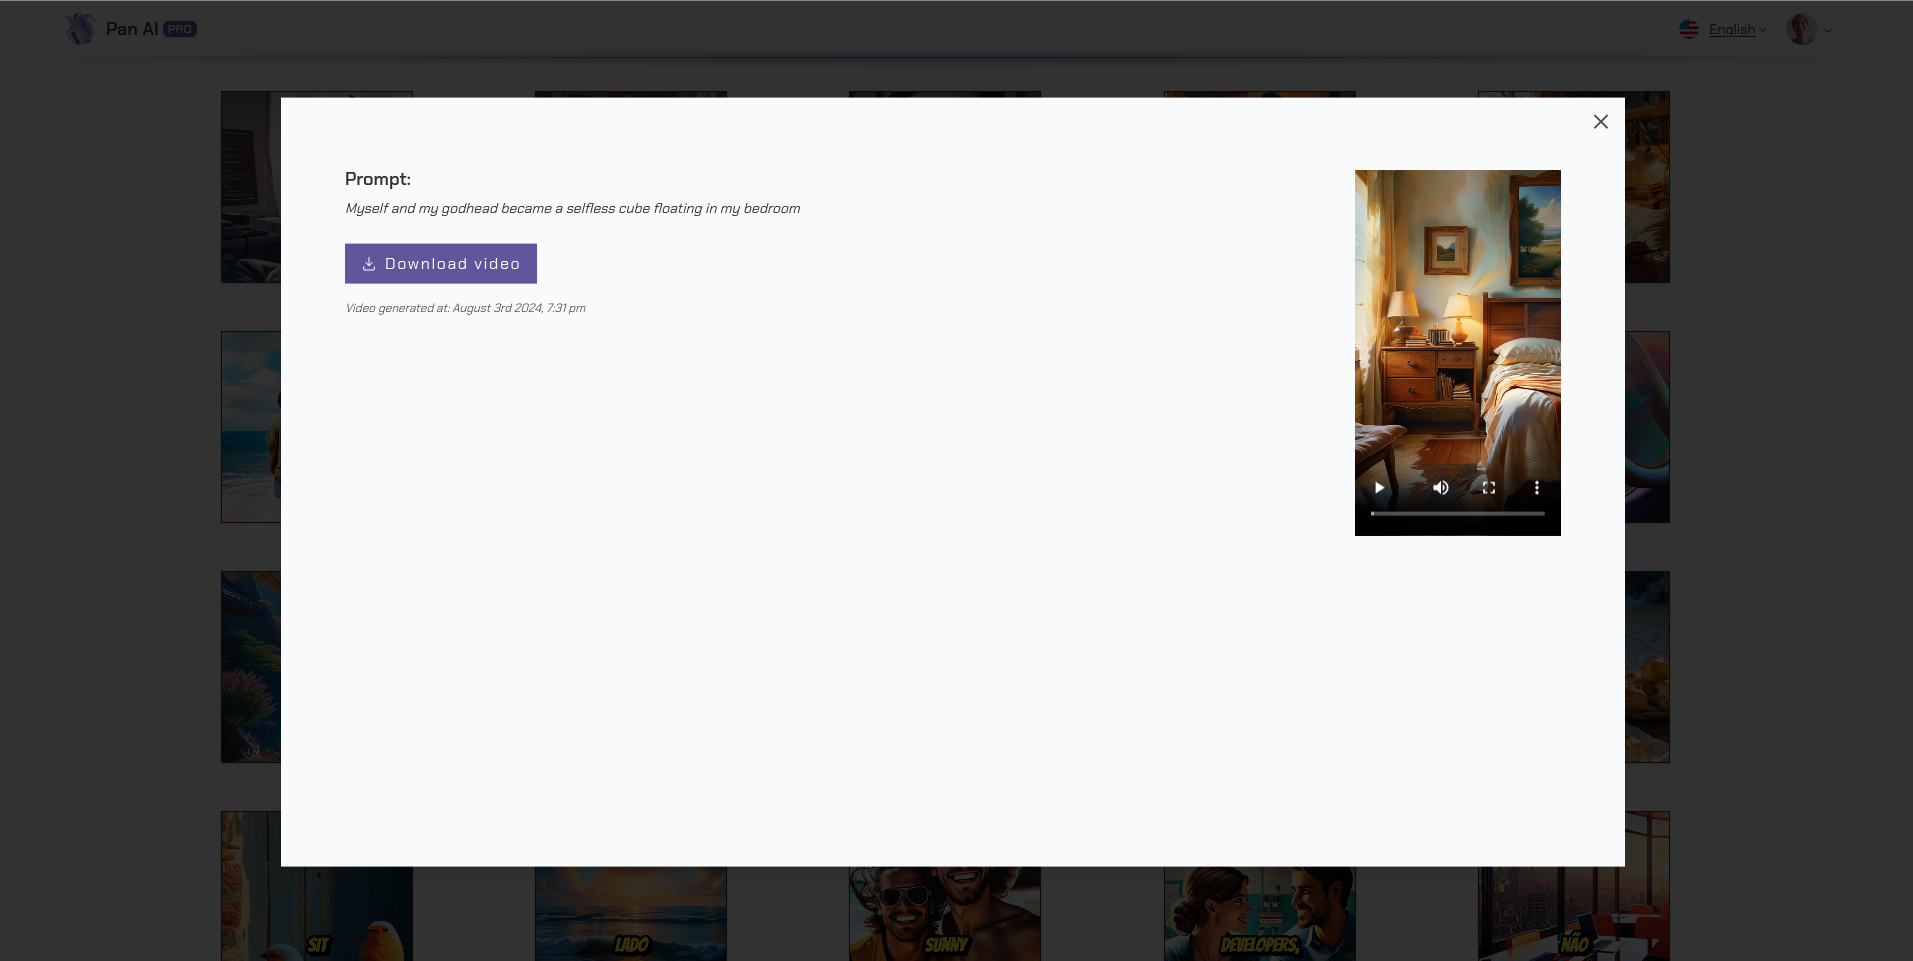 Pan AI PRO
English
Prompt:
Myself and my godhead became a selfless cube floating in my bedroom
Download video
Video generated at: August 3rd 2024, 7:31 pm
SIT
LADO
SUNNY
DEVELOPERS,
NÃO